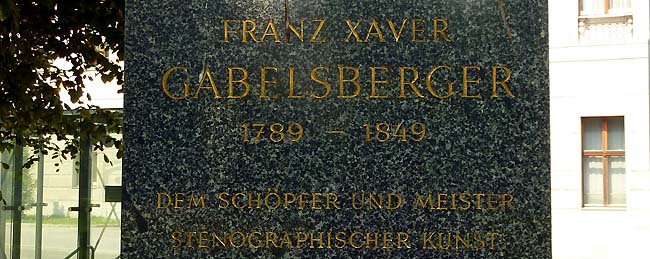 FRANZ XAVER
GABELSBERGER
1789 – 1849
DEM SCHÖPFER UND MEISTER
STENOGRAPHISCHER KUNST